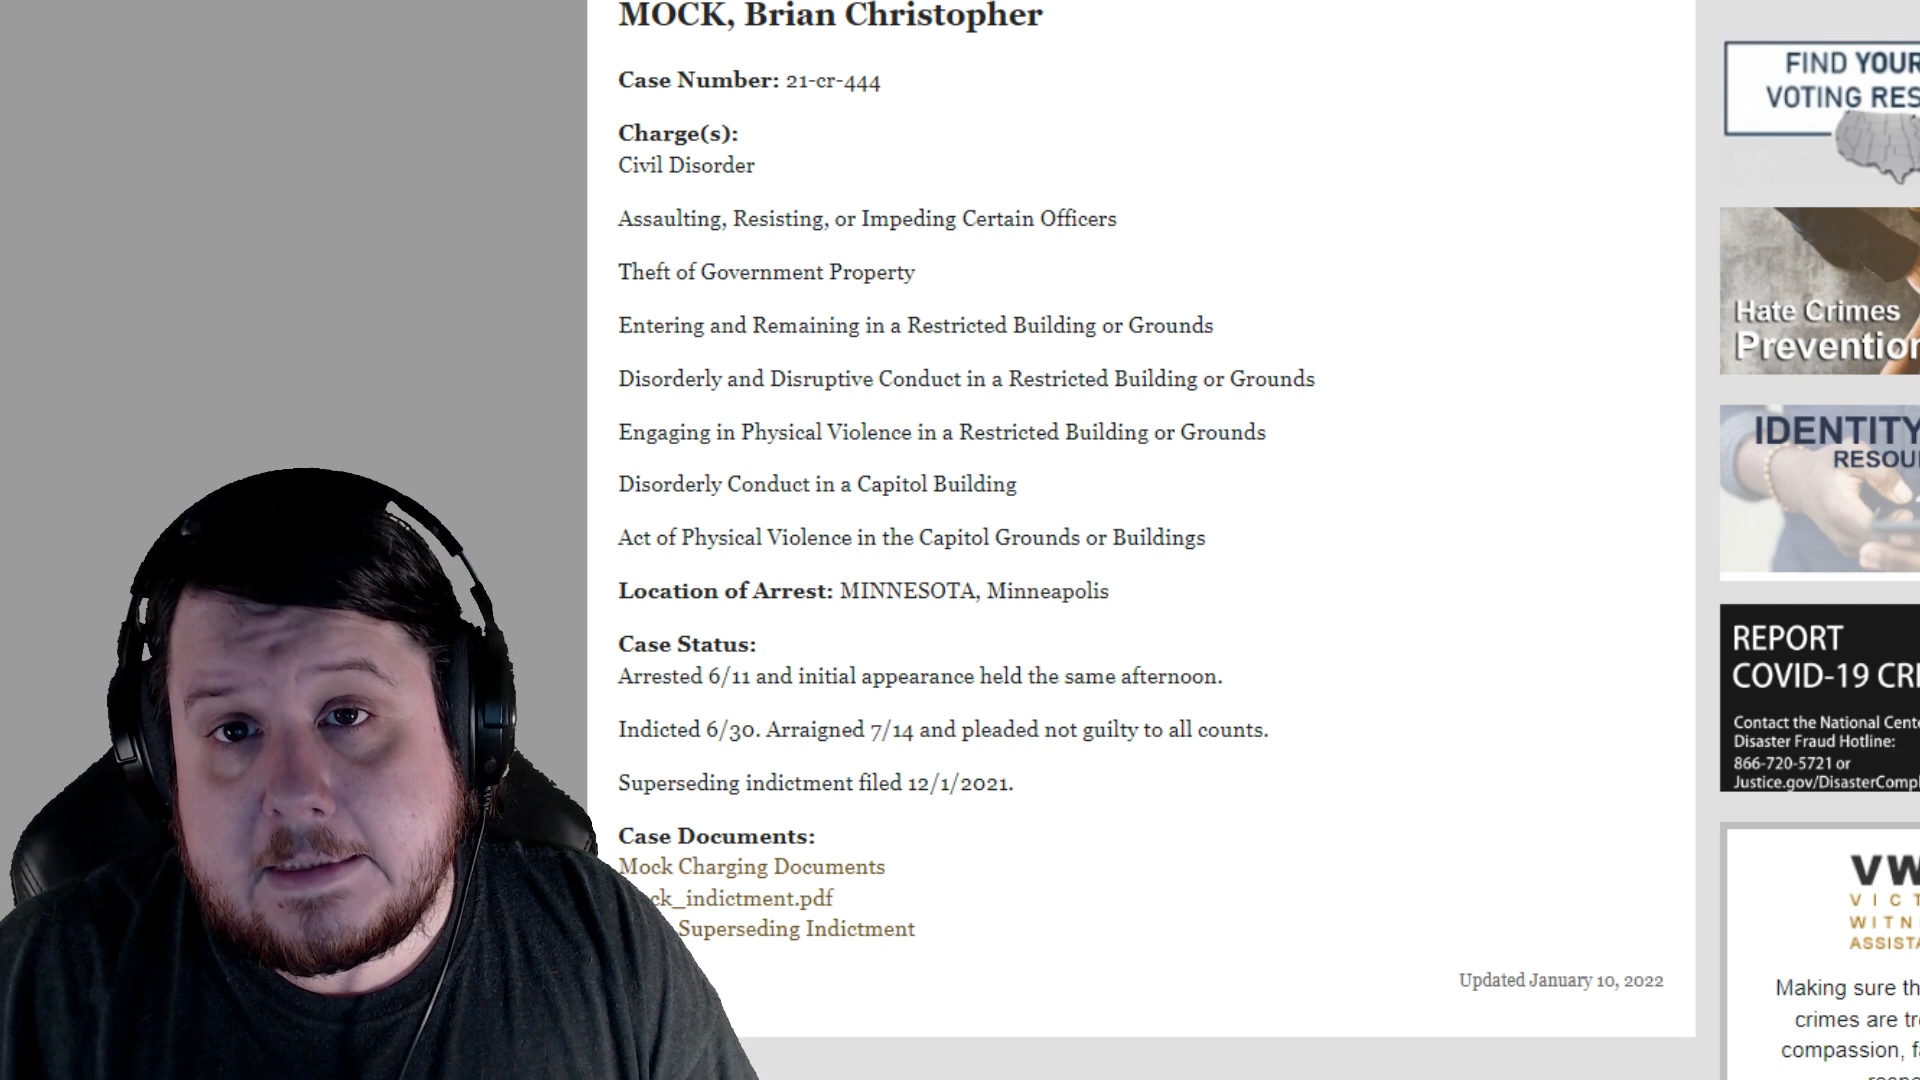 MOCK, Brian Christopher
Case Number: 21-cr-444
Charge(s):
Civil Disorder
Assaulting, Resisting, or Impeding Certain Officers
Theft of Government Property
Entering and Remaining in a Restricted Building or Grounds
Disorderly and Disruptive Conduct in a Restricted Building or Grounds
Engaging in Physical Violence in a Restricted Building or Grounds
Disorderly Conduct in a Capitol Building
Act of Physical Violence in the Capitol Grounds or Buildings
Location of Arrest: MINNESOTA, Minneapolis
Case Status:
Arrested 6/11 and initial appearance held the same afternoon.
Indicted 6/30. Arraigned 7/14 and pleaded not guilty to all counts.
Superseding indictment filed 12/1/2021.
Case Documents:
Mock Charging Documents
ck_indictment.pdf
Superseding Indictment
Updated January 10, 2022
FIND YOUR
VOTING RES
Hate Crimes
Prevention
IDENTITY
RESOU
REPORT
COVID-19 CRI
Contact the National Cente
Disaster Fraud Hotline:
866-720-5721 or
Justice.gov/DisasterCompl
VW
VICT
WITN
ASSISTA
Making sure th
crimes are tre
compassion, fa